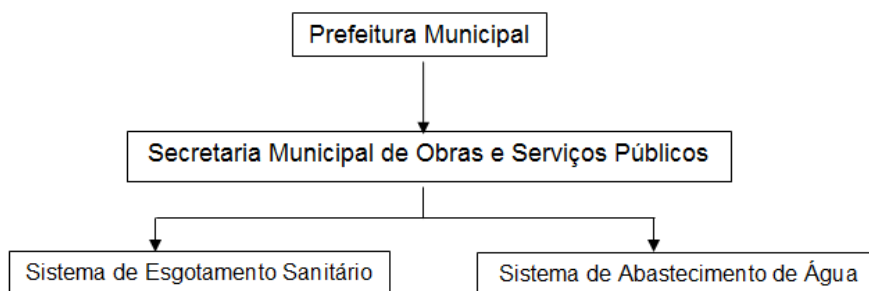 Prefeitura Municipal
Secretaria Municipal de Obras e Serviços Públicos
Sistema de Esgotamento Sanitário
Sistema de Abastecimento de Água